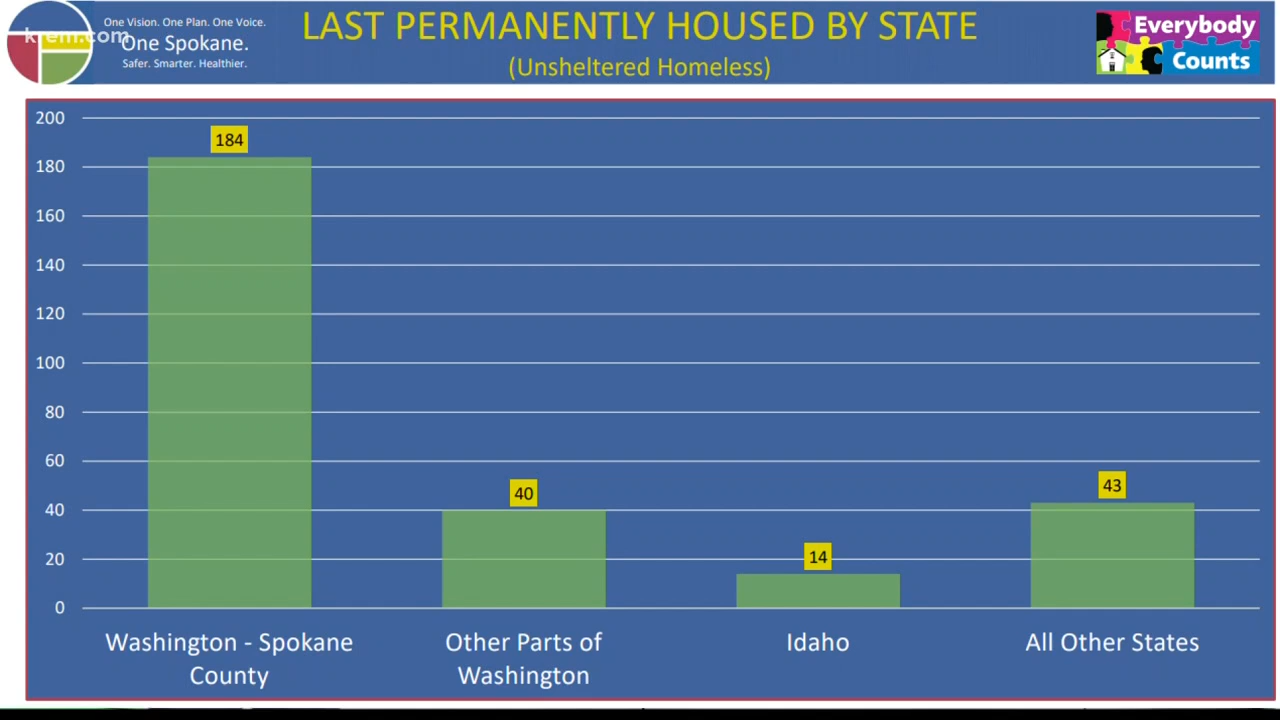 krem.com
One Vision. One Plan. One Voice.
One Spokane.
Safer. Smarter. Healthier.
LAST PERMANENTLY HOUSED BY STATE
(Unsheltered Homeless)
Everybody
Counts
200
180
160
140
120
100
80
60
40
20
0
184
40
14
43
Washington - Spokane
County
Other Parts of
Washington
Idaho
All Other States